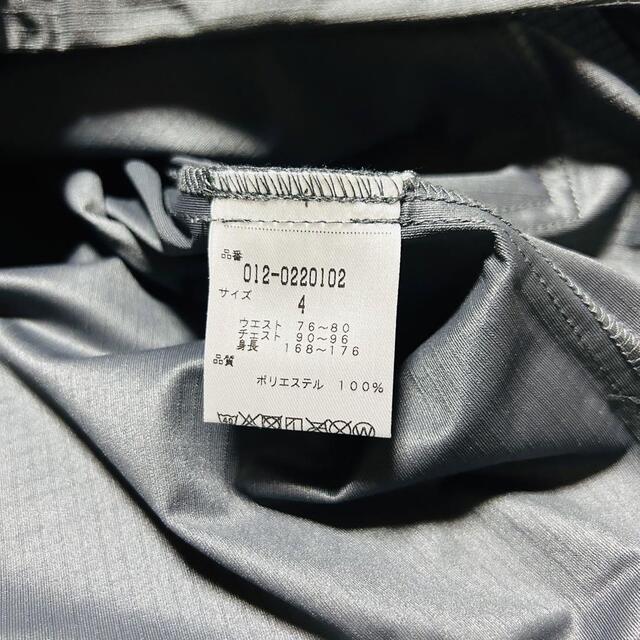 品番
012-0220102
サイズ
4
ウエスト 76～80
チェスト 90～96
身長 168～176
品質
ポリエステル 100%
40 W